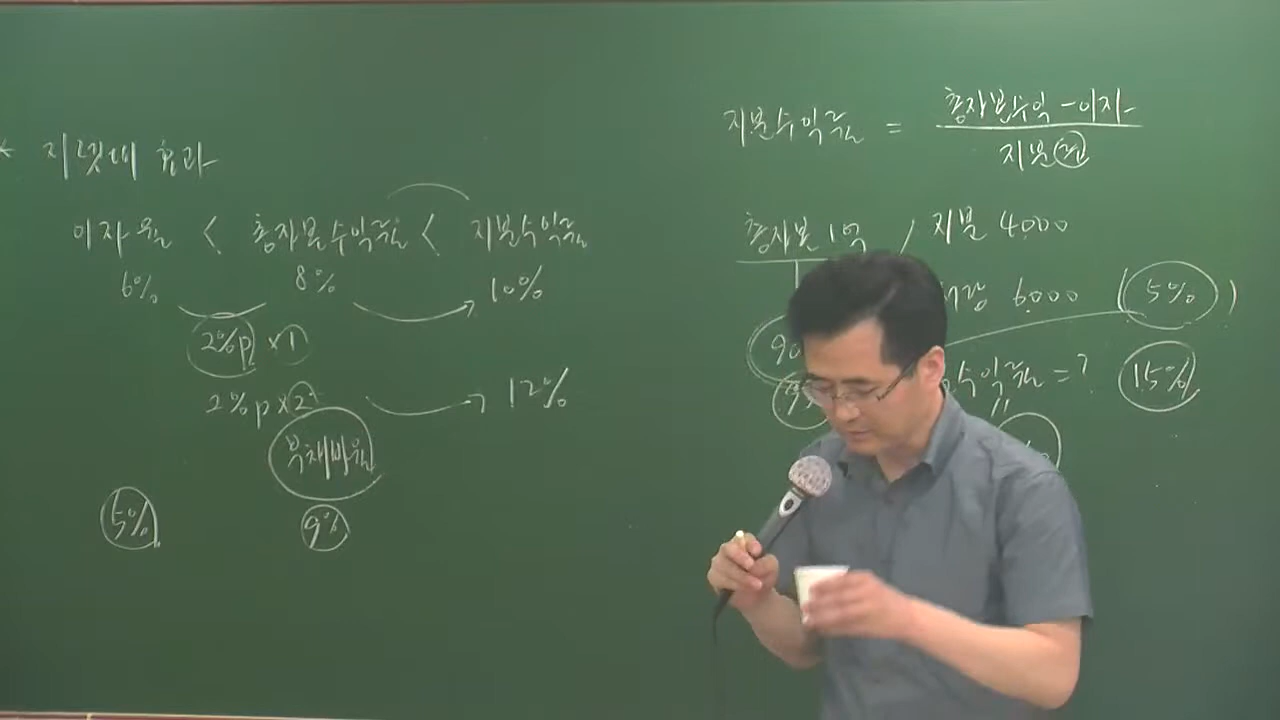 * 지렛대 효과
이자율 < 총자본수익률 < 지분수익률
6% 8% 10%
2%p × 1
2%p × 2 → 12%
부채비율
5% 9%
지분수익률 = 총자본수익 - 이자
지분
총자본 1억 / 지분 4000
6000 (5%)
수익률 = ? 15%